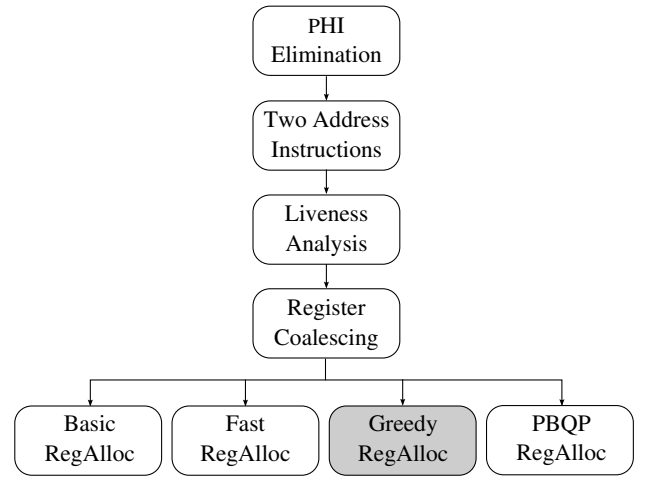 PHI
Elimination
Two Address
Instructions
Liveness
Analysis
Register
Coalescing
Basic
RegAlloc
Fast
RegAlloc
Greedy
RegAlloc
PBQP
RegAlloc